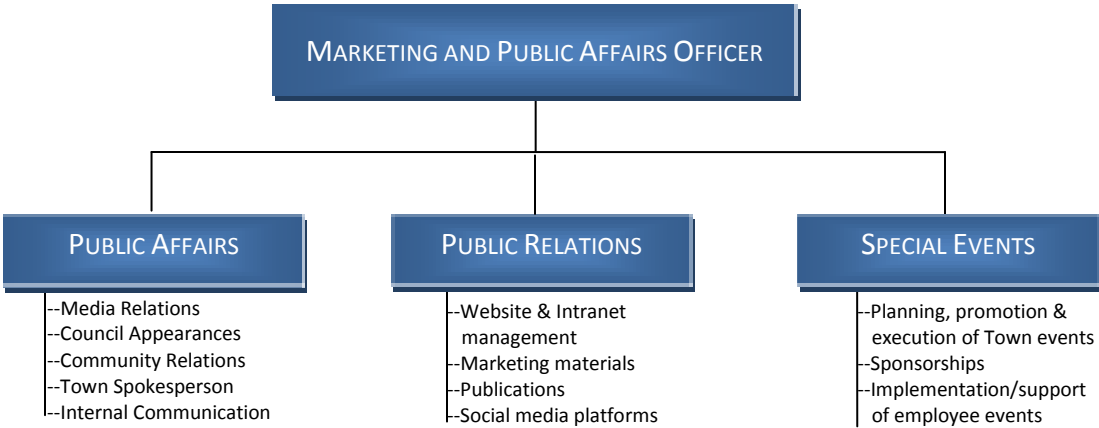 MARKETING AND PUBLIC AFFAIRS OFFICER
PUBLIC AFFAIRS
--Media Relations
--Council Appearances
--Community Relations
--Town Spokesperson
--Internal Communication
PUBLIC RELATIONS
--Website & Intranet
management
--Marketing materials
--Publications
--Social media platforms
SPECIAL EVENTS
--Planning, promotion &
execution of Town events
--Sponsorships
--Implementation/support
of employee events